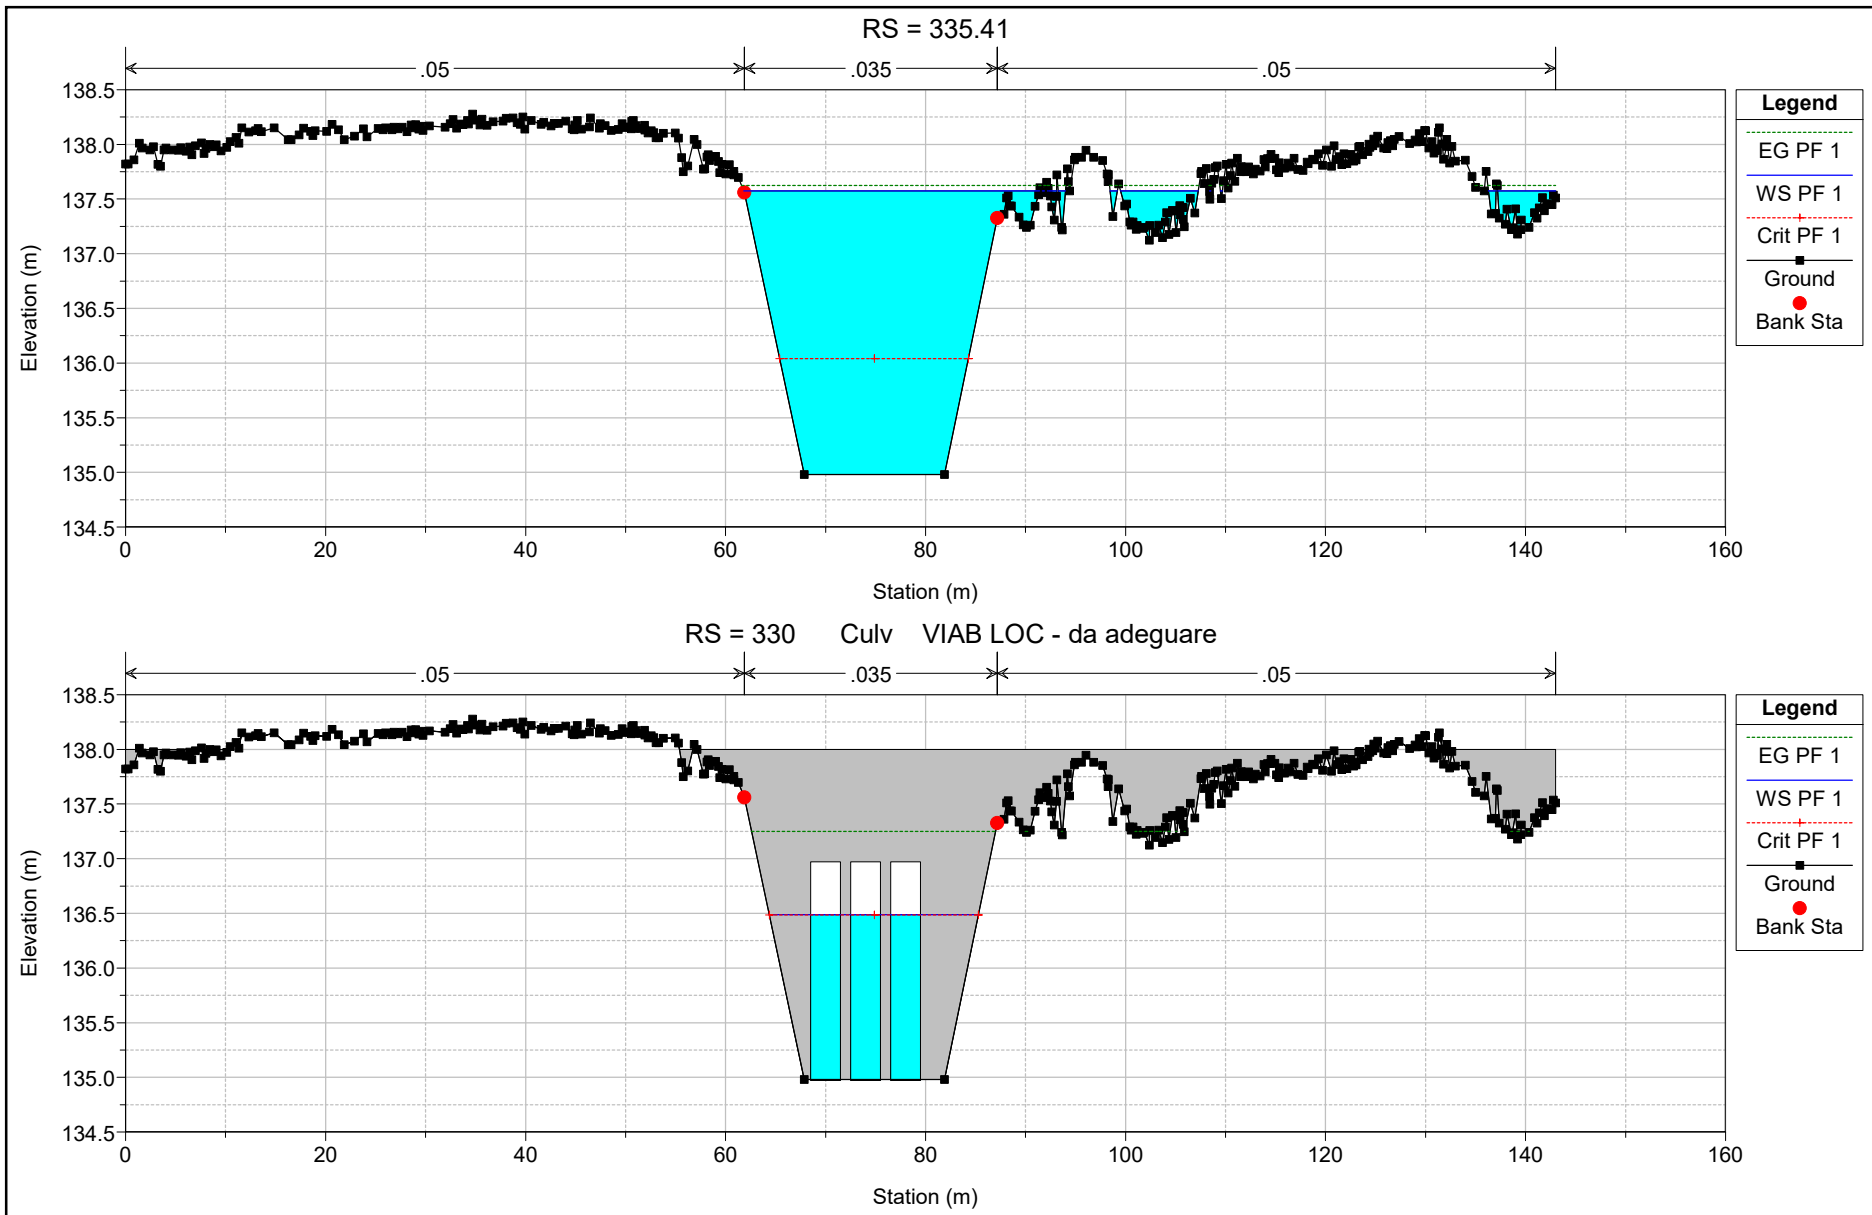 RS = 335.41
.05
.035
.05
138.5
138.0
137.5
137.0
136.5
136.0
135.5
135.0
134.5
Elevation (m)
0
20
40
60
80
100
120
140
160
Station (m)
Legend
EG PF 1
WS PF 1
Crit PF 1
Ground
Bank Sta
RS = 330 Culv VIAB LOC - da adeguare
.05
.035
.05
138.5
138.0
137.5
137.0
136.5
136.0
135.5
135.0
134.5
Elevation (m)
0
20
40
60
80
100
120
140
160
Station (m)
Legend
EG PF 1
WS PF 1
Crit PF 1
Ground
Bank Sta